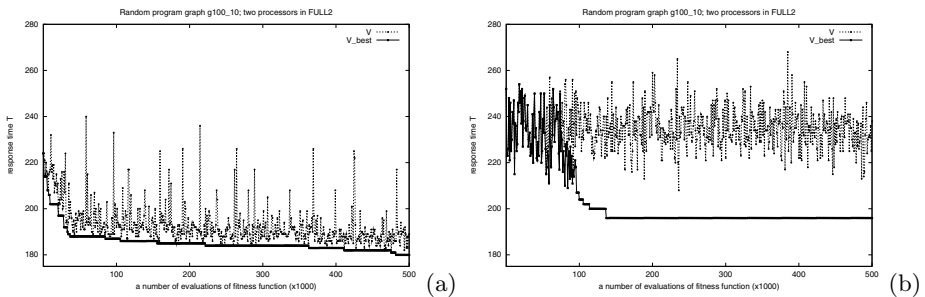 Random program graph g100_10; two processors in FULL2
V
V_best
280
260
240
220
200
180
response time T
100
200
300
400
500
a number of evaluations of fitness function (x1000)
(a)
Random program graph g100_10; two processors in FULL2
V
V_best
280
260
240
220
200
180
response time T
100
200
300
400
500
a number of evaluations of fitness function (x1000)
(b)